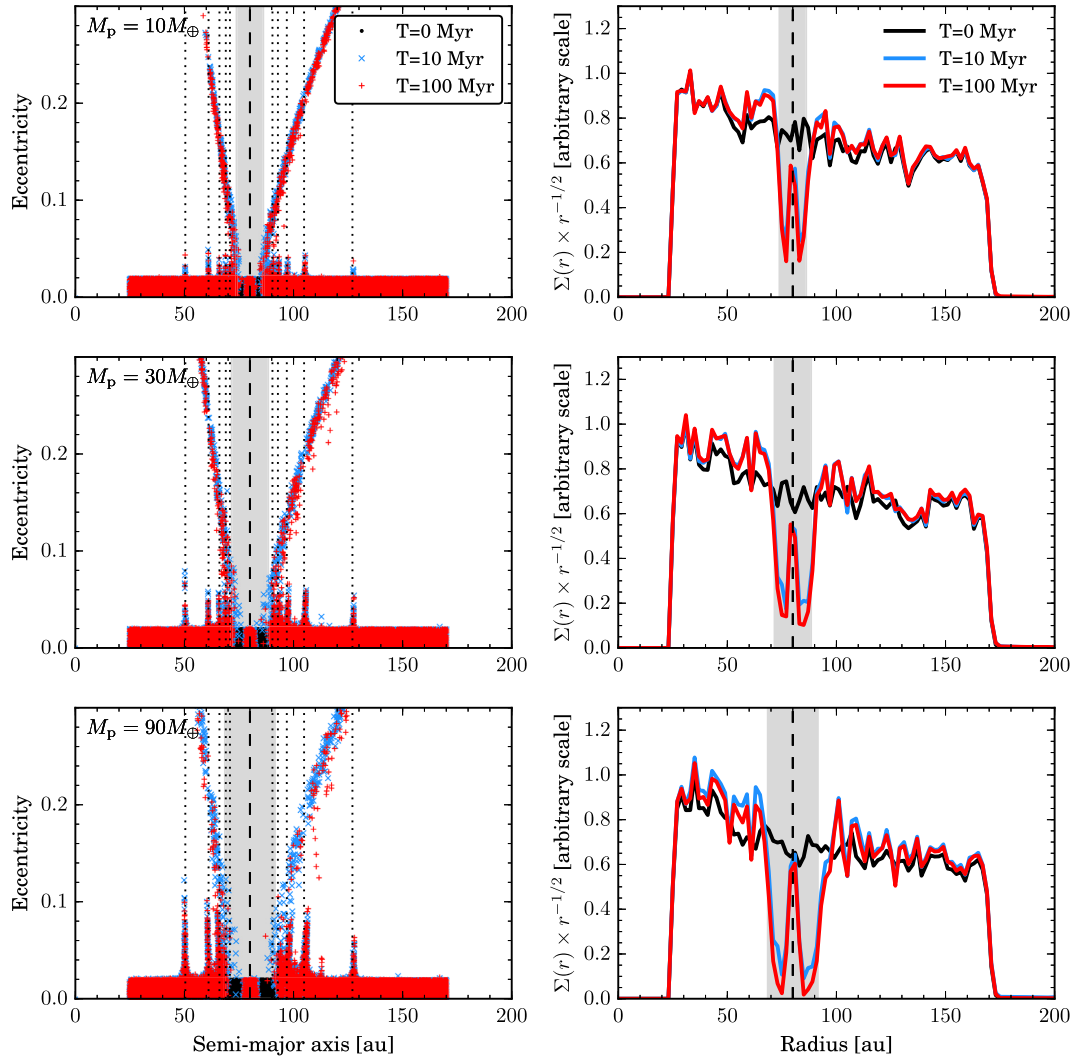 M_p = 10M_⊕
T=0 Myr
T=10 Myr
T=100 Myr
Eccentricity
0.2
0.1
0.0
0 50 100 150 200
T=0 Myr
T=10 Myr
T=100 Myr
Σ(r) × r^{-1/2} [arbitrary scale]
1.2
1.0
0.8
0.6
0.4
0.2
0.0
0 50 100 150 200
M_p = 30M_⊕
Eccentricity
0.2
0.1
0.0
0 50 100 150 200
Σ(r) × r^{-1/2} [arbitrary scale]
1.2
1.0
0.8
0.6
0.4
0.2
0.0
0 50 100 150 200
M_p = 90M_⊕
Eccentricity
0.2
0.1
0.0
0 50 100 150 200
Semi-major axis [au]
Σ(r) × r^{-1/2} [arbitrary scale]
1.2
1.0
0.8
0.6
0.4
0.2
0.0
0 50 100 150 200
Radius [au]